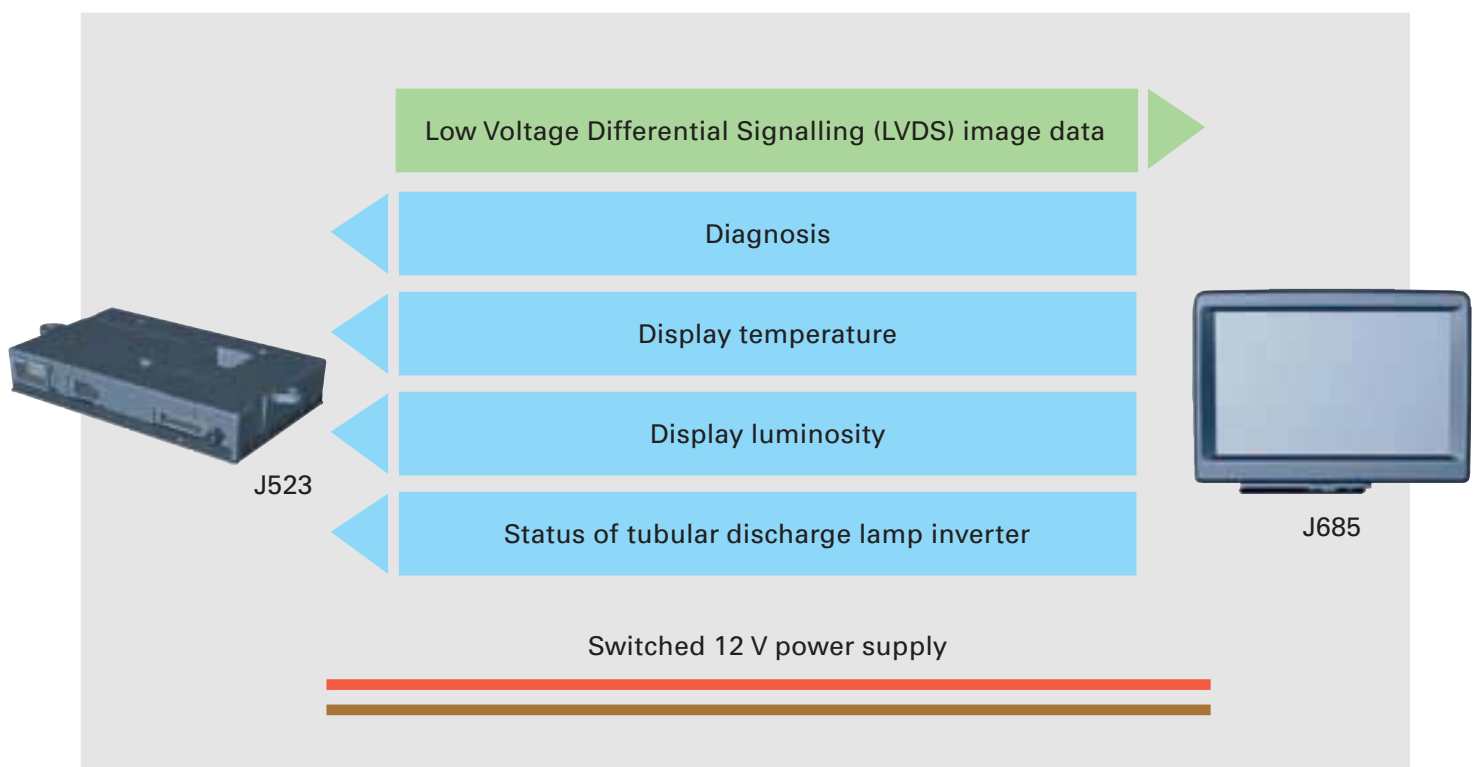 Low Voltage Differential Signalling (LVDS) image data
Diagnosis
Display temperature
Display luminosity
J523
Status of tubular discharge lamp inverter
J685
Switched 12 V power supply